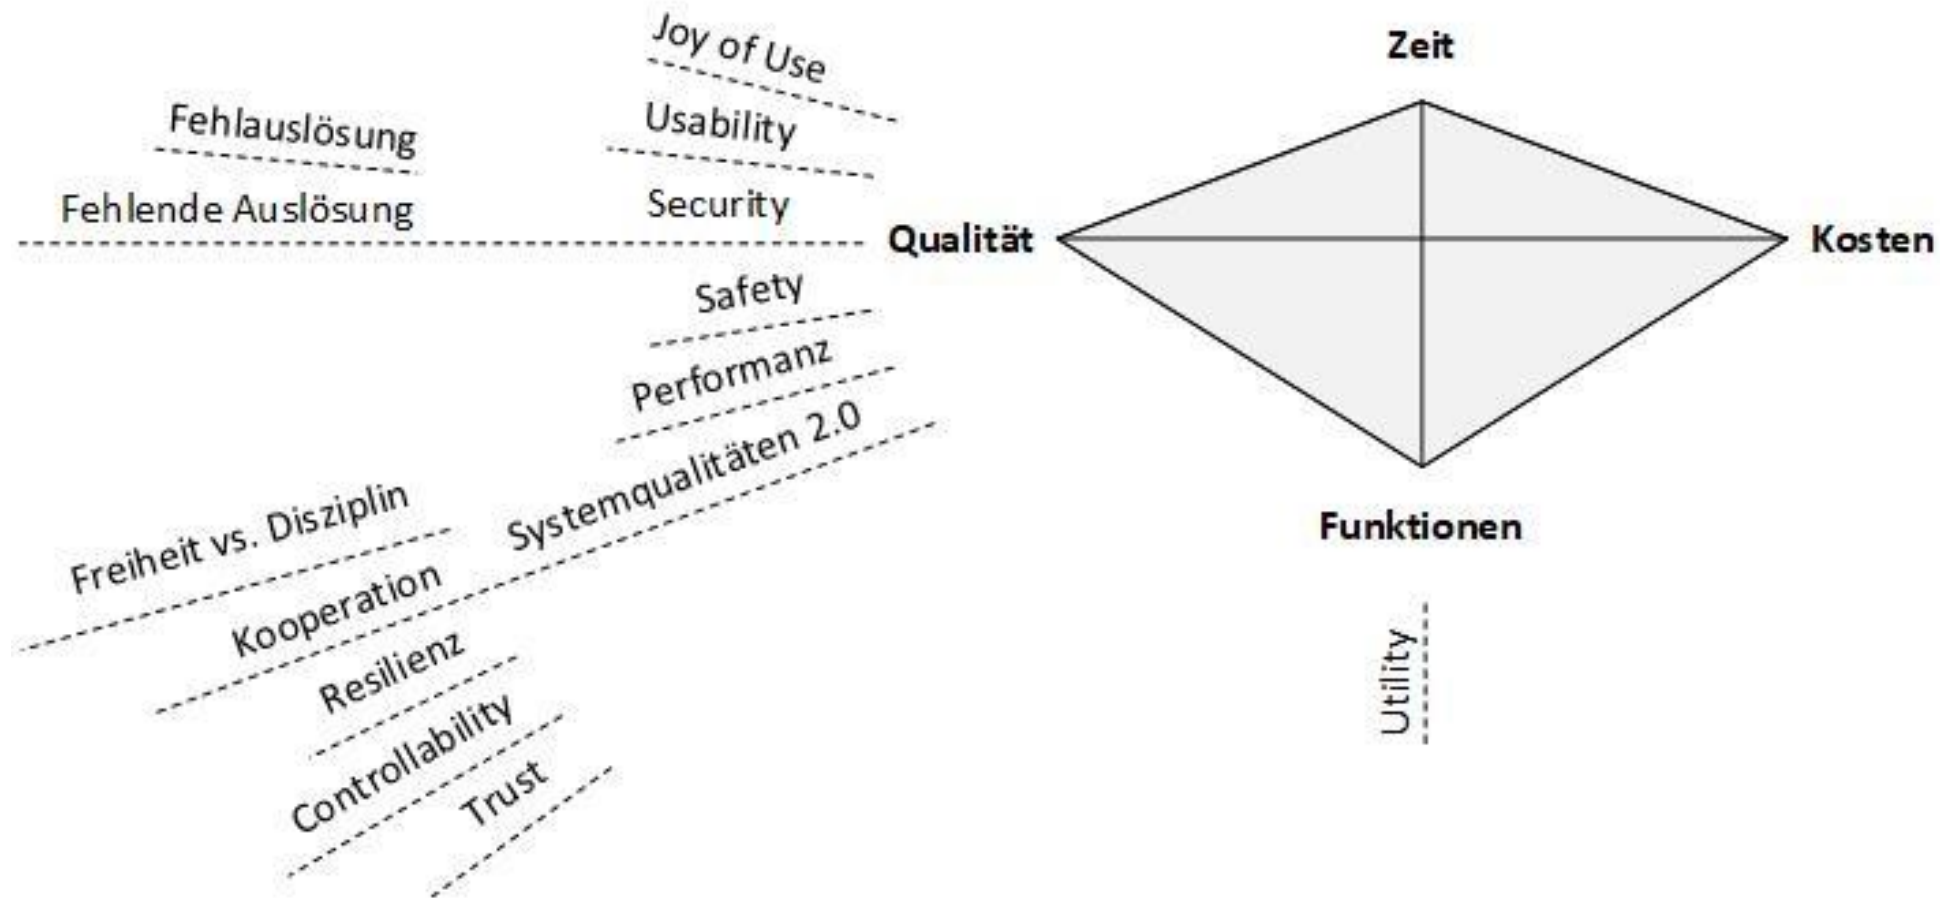 Joy of Use
Zeit
Fehlauslösung
Usability
Fehlende Auslösung
Security
Qualität
Kosten
Safety
Performanz
Systemqualitäten 2.0
Freiheit vs. Disziplin
Funktionen
Kooperation
Resilienz
Utility
Controllability
Trust